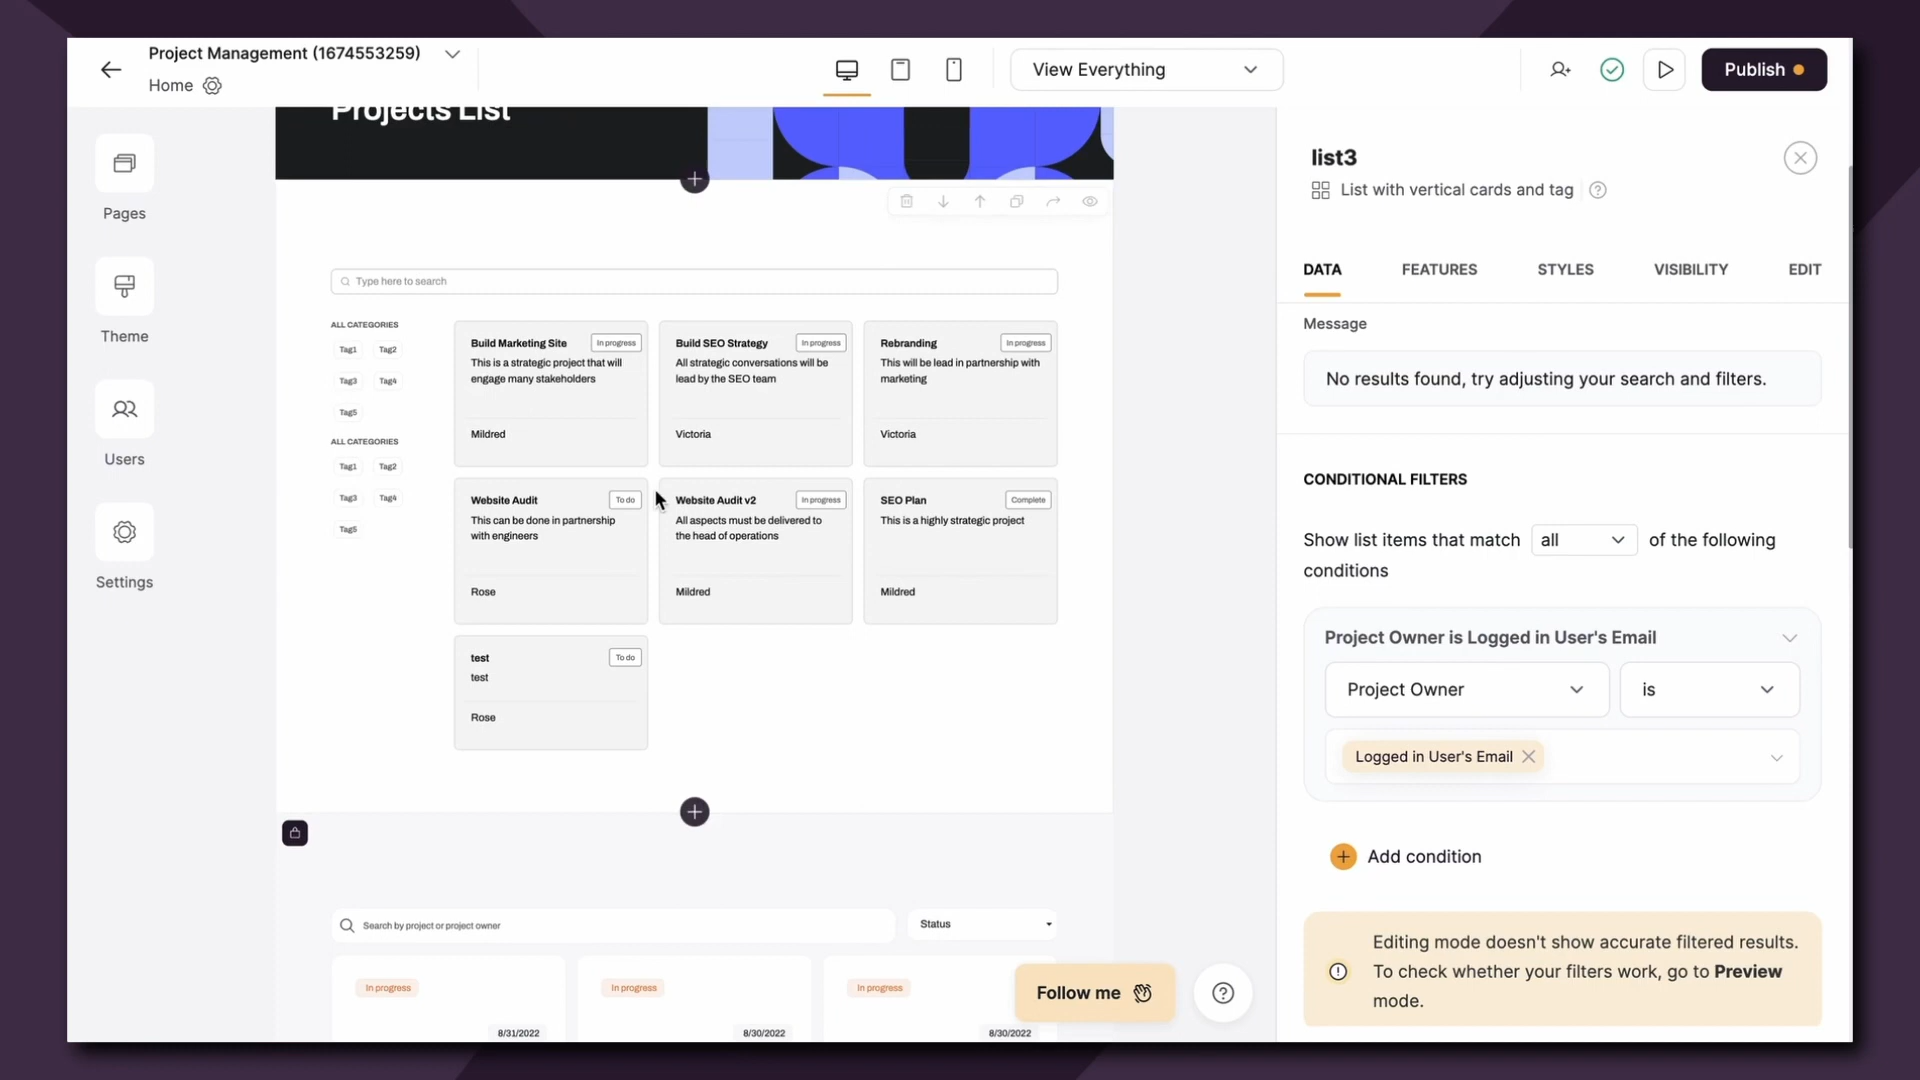 Project Management (1674553259)
Home
View Everything
Publish
Pages
Theme
Users
Settings
Projects List
Type here to search
ALL CATEGORIES
Tag1 Tag2
Tag3 Tag4
Tag5
ALL CATEGORIES
Tag1 Tag2
Tag3 Tag4
Tag5
Build Marketing Site In progress
This is a strategic project that will
engage many stakeholders
Mildred
Build SEO Strategy In progress
All strategic conversations will be
lead by the SEO team
Victoria
Rebranding In progress
This will be lead in partnership with
marketing
Victoria
Website Audit To do
This can be done in partnership
with engineers
Rose
Website Audit v2 In progress
All aspects must be delivered to
the head of operations
Mildred
SEO Plan Complete
This is a highly strategic project
Mildred
test To do
test
Rose
Search by project or project owner
Status
In progress
8/31/2022
In progress
8/30/2022
In progress
8/30/2022
Follow me
list3
List with vertical cards and tag
DATA FEATURES STYLES VISIBILITY EDIT
Message
No results found, try adjusting your search and filters.
CONDITIONAL FILTERS
Show list items that match all of the following
conditions
Project Owner is Logged in User's Email
Project Owner is
Logged in User's Email
Add condition
Editing mode doesn't show accurate filtered results.
To check whether your filters work, go to Preview
mode.